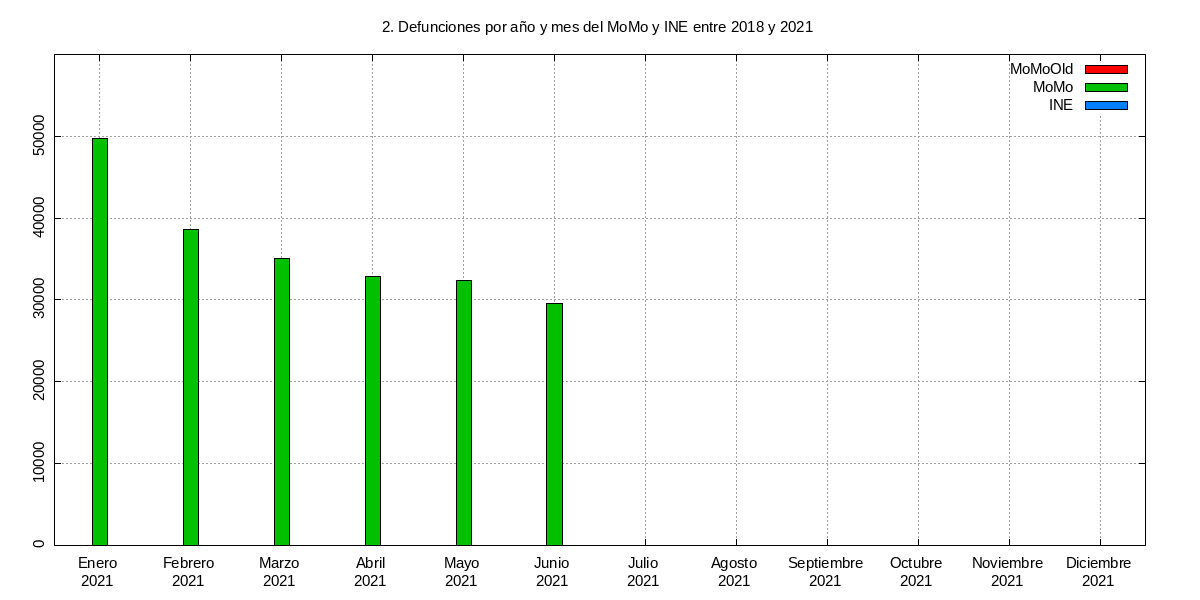 2. Defunciones por año y mes del MoMo y INE entre 2018 y 2021
MoMoOld
MoMo
INE
50000
40000
30000
20000
10000
0
Enero Febrero Marzo Abril Mayo Junio Julio Agosto Septiembre Octubre Noviembre Diciembre
2021 2021 2021 2021 2021 2021 2021 2021 2021 2021 2021 2021